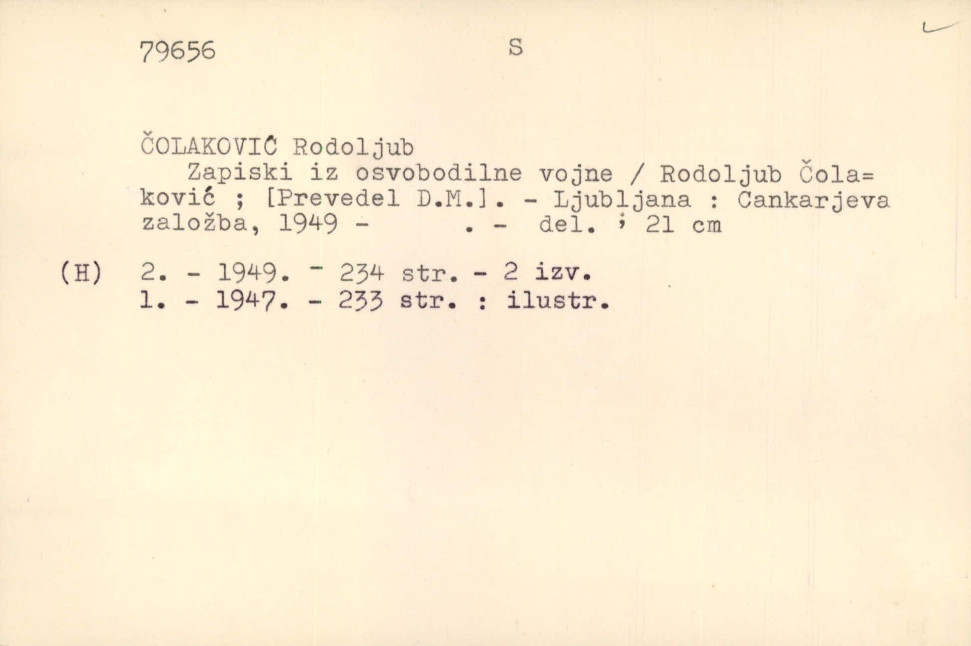 79656 S
ČOLAKOVIĆ Rodoljub
Zapiski iz osvobodilne vojne / Rodoljub Čola=
ković ; [Prevedel D.M.]. - Ljubljana : Cankarjeva
založba, 1949 - . - del. ; 21 cm
(H) 2. - 1949. - 234 str. - 2 izv.
1. - 1947. - 233 str. : ilustr.